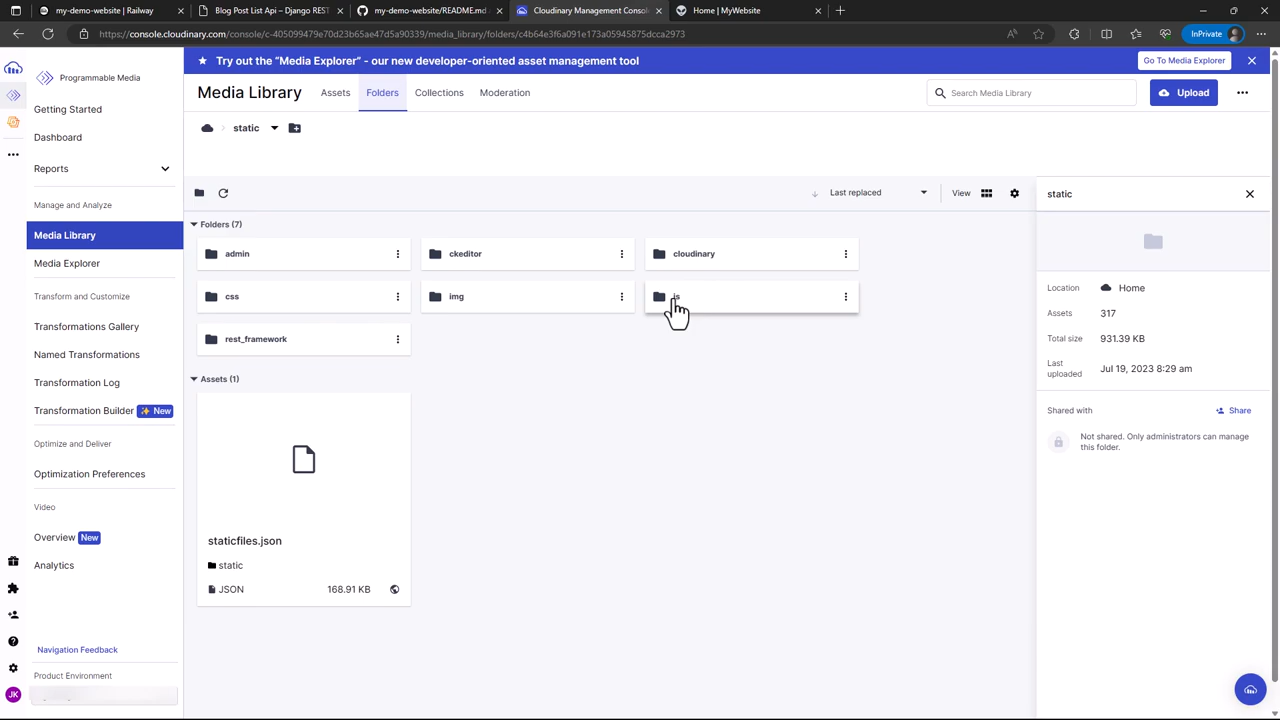 my-demo-website | Railway
Blog Post List Api – Django REST
my-demo-website/README.md
Cloudinary Management Conso
Home | MyWebsite
https://console.cloudinary.com/console/c-405099479e70d23b65ae47d5a90339/media_library/folders/c4b64e3f6a091e173a05945875dcca2973
InPrivate
Try out the “Media Explorer” - our new developer-oriented asset management tool
Go To Media Explorer
Programmable Media
Getting Started
Dashboard
Reports
Manage and Analyze
Media Library
Media Explorer
Transform and Customize
Transformations Gallery
Named Transformations
Transformation Log
Transformation Builder New
Optimize and Deliver
Optimization Preferences
Video
Overview New
Analytics
Navigation Feedback
Product Environment
JK
Media Library
Assets
Folders
Collections
Moderation
Search Media Library
Upload
static
Last replaced
View
Folders (7)
admin
ckeditor
cloudinary
css
img
js
rest_framework
Assets (1)
staticfiles.json
static
JSON
168.91 KB
static
Location Home
Assets 317
Total size 931.39 KB
Last uploaded Jul 19, 2023 8:29 am
Shared with
Share
Not shared. Only administrators can manage
this folder.